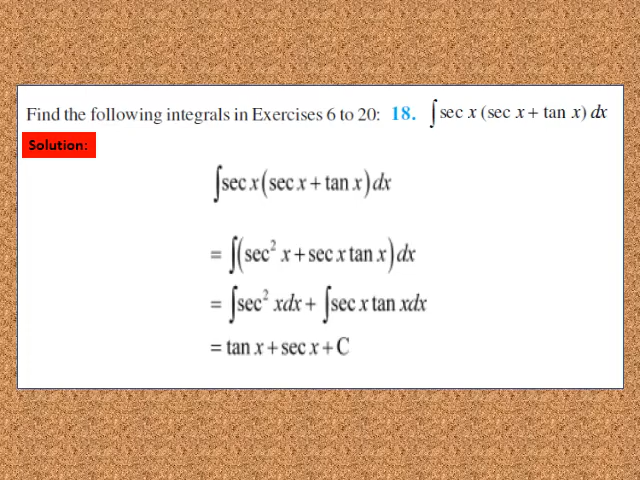 Find the following integrals in Exercises 6 to 20: 18. ∫sec x (sec x + tan x) dx
Solution:
∫sec x(sec x + tan x)dx
= ∫(sec² x + sec x tan x)dx
= ∫sec² xdx + ∫sec x tan xdx
= tan x + sec x + C